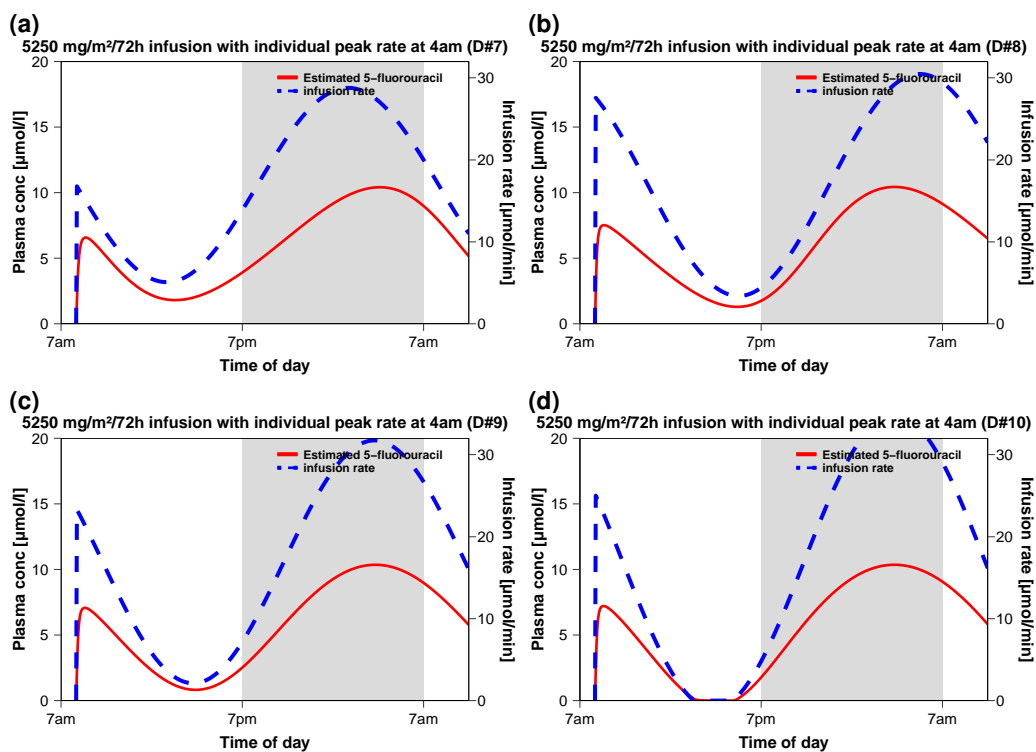 (a)
5250 mg/m²/72h infusion with individual peak rate at 4am (D#7)
20
15
10
5
0
Plasma conc [µmol/l]
Estimated 5−fluorouracil
infusion rate
30
20
10
0
Infusion rate [µmol/min]
7am
7pm
7am
Time of day
(b)
5250 mg/m²/72h infusion with individual peak rate at 4am (D#8)
20
15
10
5
0
Plasma conc [µmol/l]
Estimated 5−fluorouracil
infusion rate
30
20
10
0
Infusion rate [µmol/min]
7am
7pm
7am
Time of day
(c)
5250 mg/m²/72h infusion with individual peak rate at 4am (D#9)
20
15
10
5
0
Plasma conc [µmol/l]
Estimated 5−fluorouracil
infusion rate
30
20
10
0
Infusion rate [µmol/min]
7am
7pm
7am
Time of day
(d)
5250 mg/m²/72h infusion with individual peak rate at 4am (D#10)
20
15
10
5
0
Plasma conc [µmol/l]
Estimated 5−fluorouracil
infusion rate
30
20
10
0
Infusion rate [µmol/min]
7am
7pm
7am
Time of day